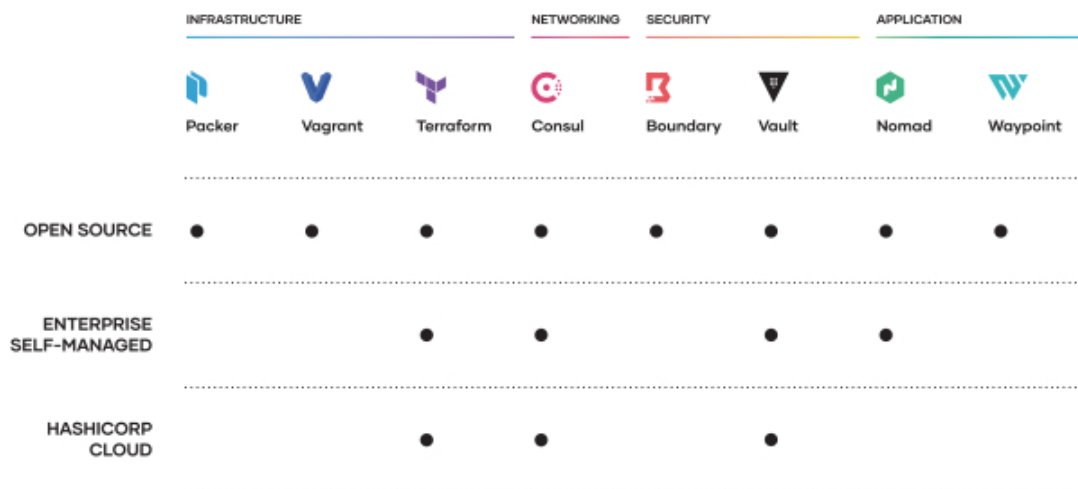 INFRASTRUCTURE NETWORKING SECURITY APPLICATION
Packer Vagrant Terraform Consul Boundary Vault Nomad Waypoint
OPEN SOURCE
ENTERPRISE
SELF-MANAGED
HASHICORP
CLOUD